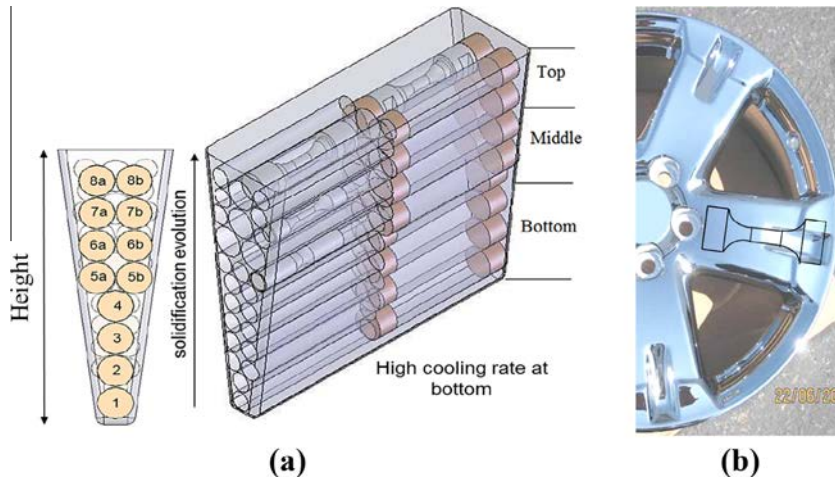 Top
Middle
Bottom
Height
solidification evolution
8a 8b
7a 7b
6a 6b
5a 5b
4
3
2
1
High cooling rate at
bottom
(a)
(b)